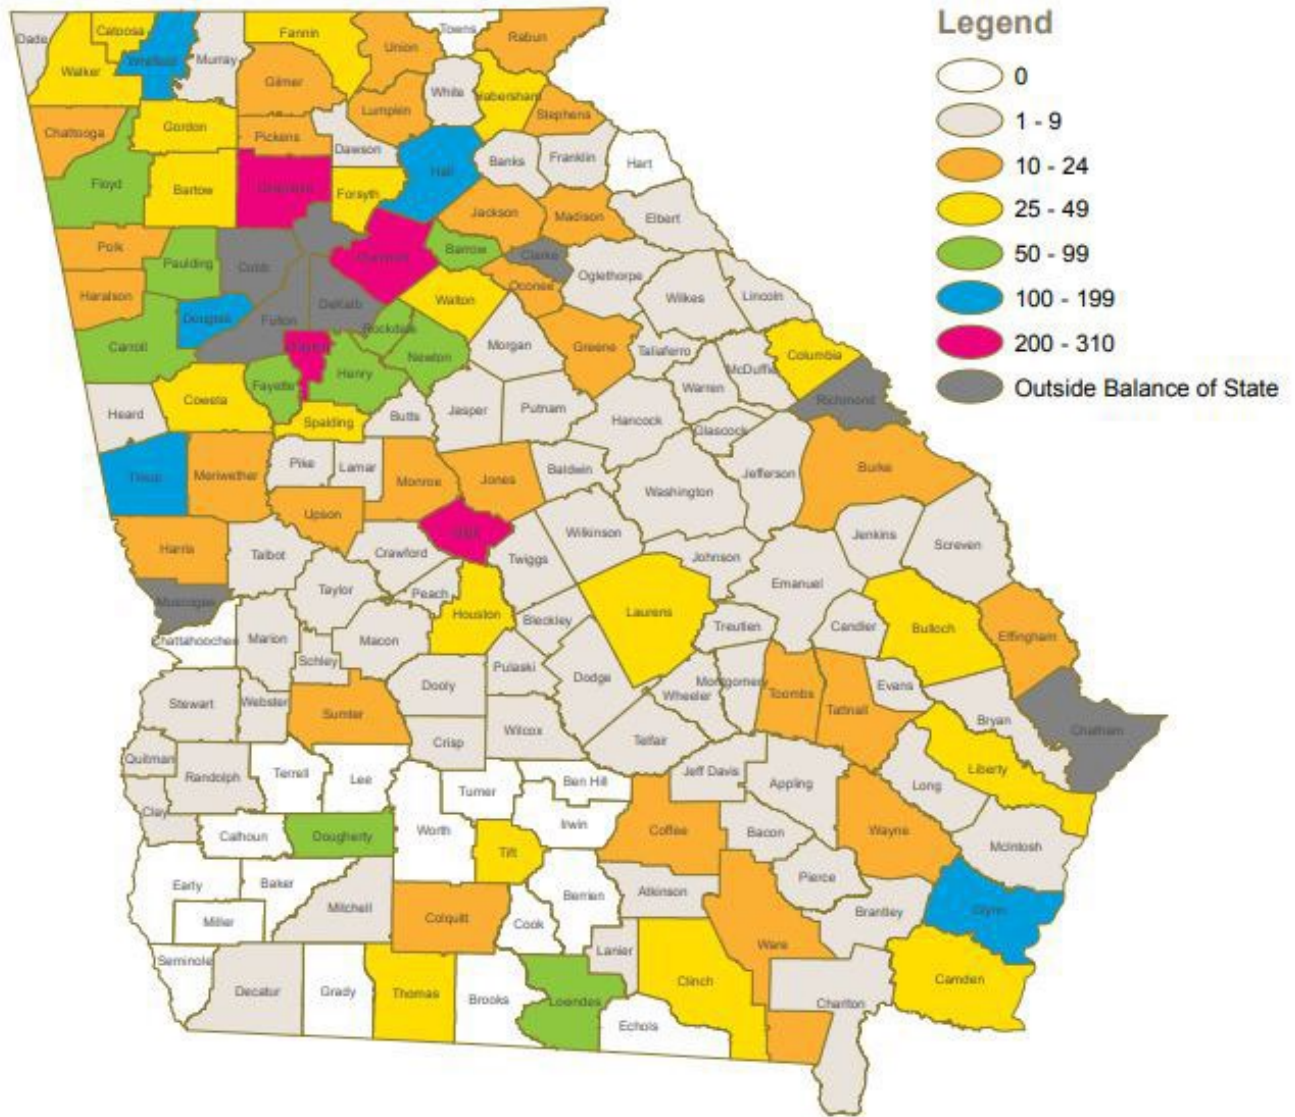 Legend
0
1 - 9
10 - 24
25 - 49
50 - 99
100 - 199
200 - 310
Outside Balance of State
Dade
Catoosa
Walker
Whitfield
Murray
Fannin
Union
Towns
Rabun
Gilmer
White
Habersham
Lumpkin
Stephens
Chattooga
Gordon
Pickens
Dawson
Hall
Banks
Franklin
Hart
Floyd
Bartow
Cherokee
Forsyth
Jackson
Madison
Elbert
Polk
Paulding
Cobb
Gwinnett
Barrow
Clarke
Oglethorpe
Haralson
Douglas
Fulton
DeKalb
Walton
Oconee
Wilkes
Lincoln
Carroll
Clayton
Rockdale
Newton
Morgan
Greene
Taliaferro
McDuffie
Columbia
Heard
Coweta
Fayette
Henry
Spalding
Butts
Jasper
Putnam
Hancock
Warren
Glascock
Richmond
Troup
Meriwether
Pike
Lamar
Monroe
Jones
Baldwin
Washington
Jefferson
Burke
Harris
Upson
Talbot
Crawford
Bibb
Twiggs
Wilkinson
Johnson
Jenkins
Screven
Muscogee
Taylor
Peach
Houston
Bleckley
Laurens
Emanuel
Treutlen
Candler
Bulloch
Effingham
Chattahoochee
Marion
Schley
Macon
Dooly
Pulaski
Dodge
Wheeler
Montgomery
Toombs
Tattnall
Evans
Bryan
Chatham
Stewart
Webster
Sumter
Crisp
Wilcox
Telfair
Jeff Davis
Appling
Long
Liberty
Quitman
Randolph
Terrell
Lee
Turner
Ben Hill
Clay
Calhoun
Dougherty
Worth
Irwin
Tift
Coffee
Bacon
Wayne
McIntosh
Early
Baker
Miller
Mitchell
Colquitt
Cook
Berrien
Atkinson
Pierce
Brantley
Glynn
Seminole
Decatur
Grady
Thomas
Brooks
Lanier
Lowndes
Echols
Clinch
Ware
Charlton
Camden